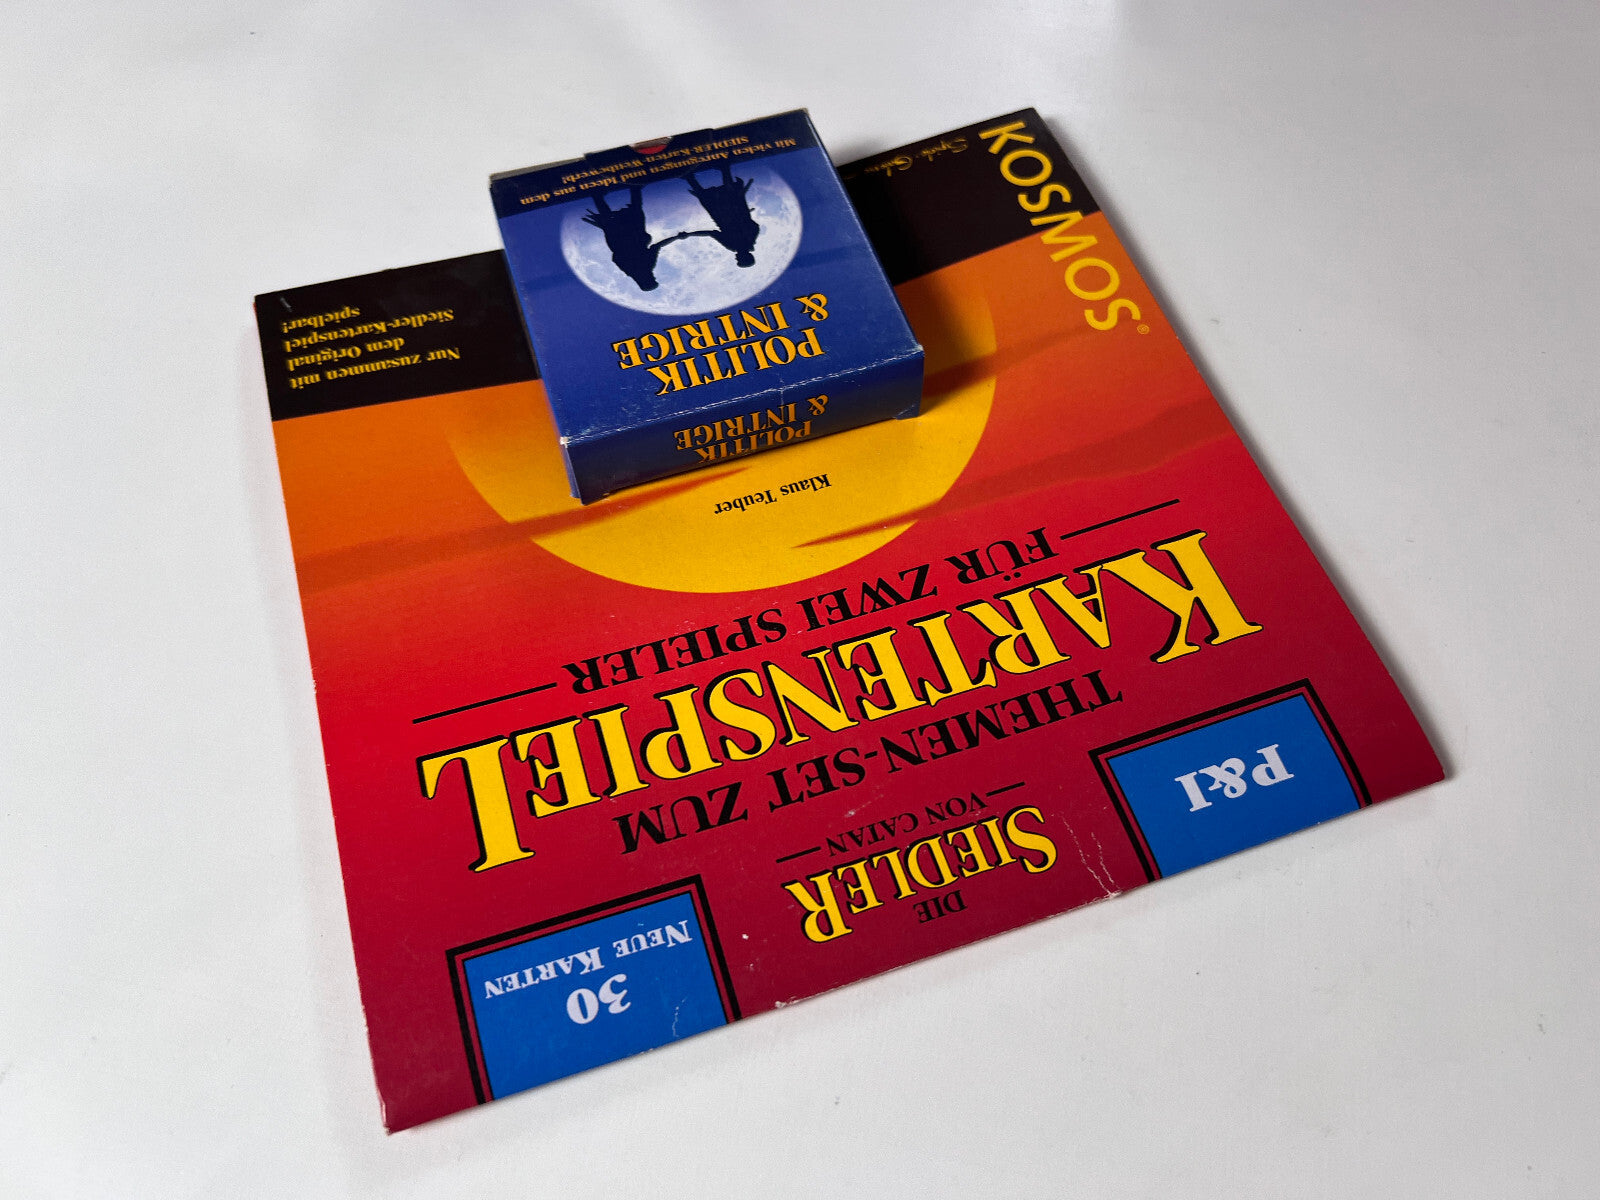 DIE
SIEDLER
VON CATAN
P&I
30
NEUE KARTEN
THEMEN-SET ZUM
KARTENSPIEL
FÜR ZWEI SPIELER
Klaus Teuber
POLITIK
& INTRIGE
POLITIK
& INTRIGE
Mit vielen Anregungen und Ideen aus dem
SIEDLER-Karten-Wettbewerb!
Nur zusammen mit
dem Original
Siedler-Kartenspiel
spielbar!
KOSMOS®